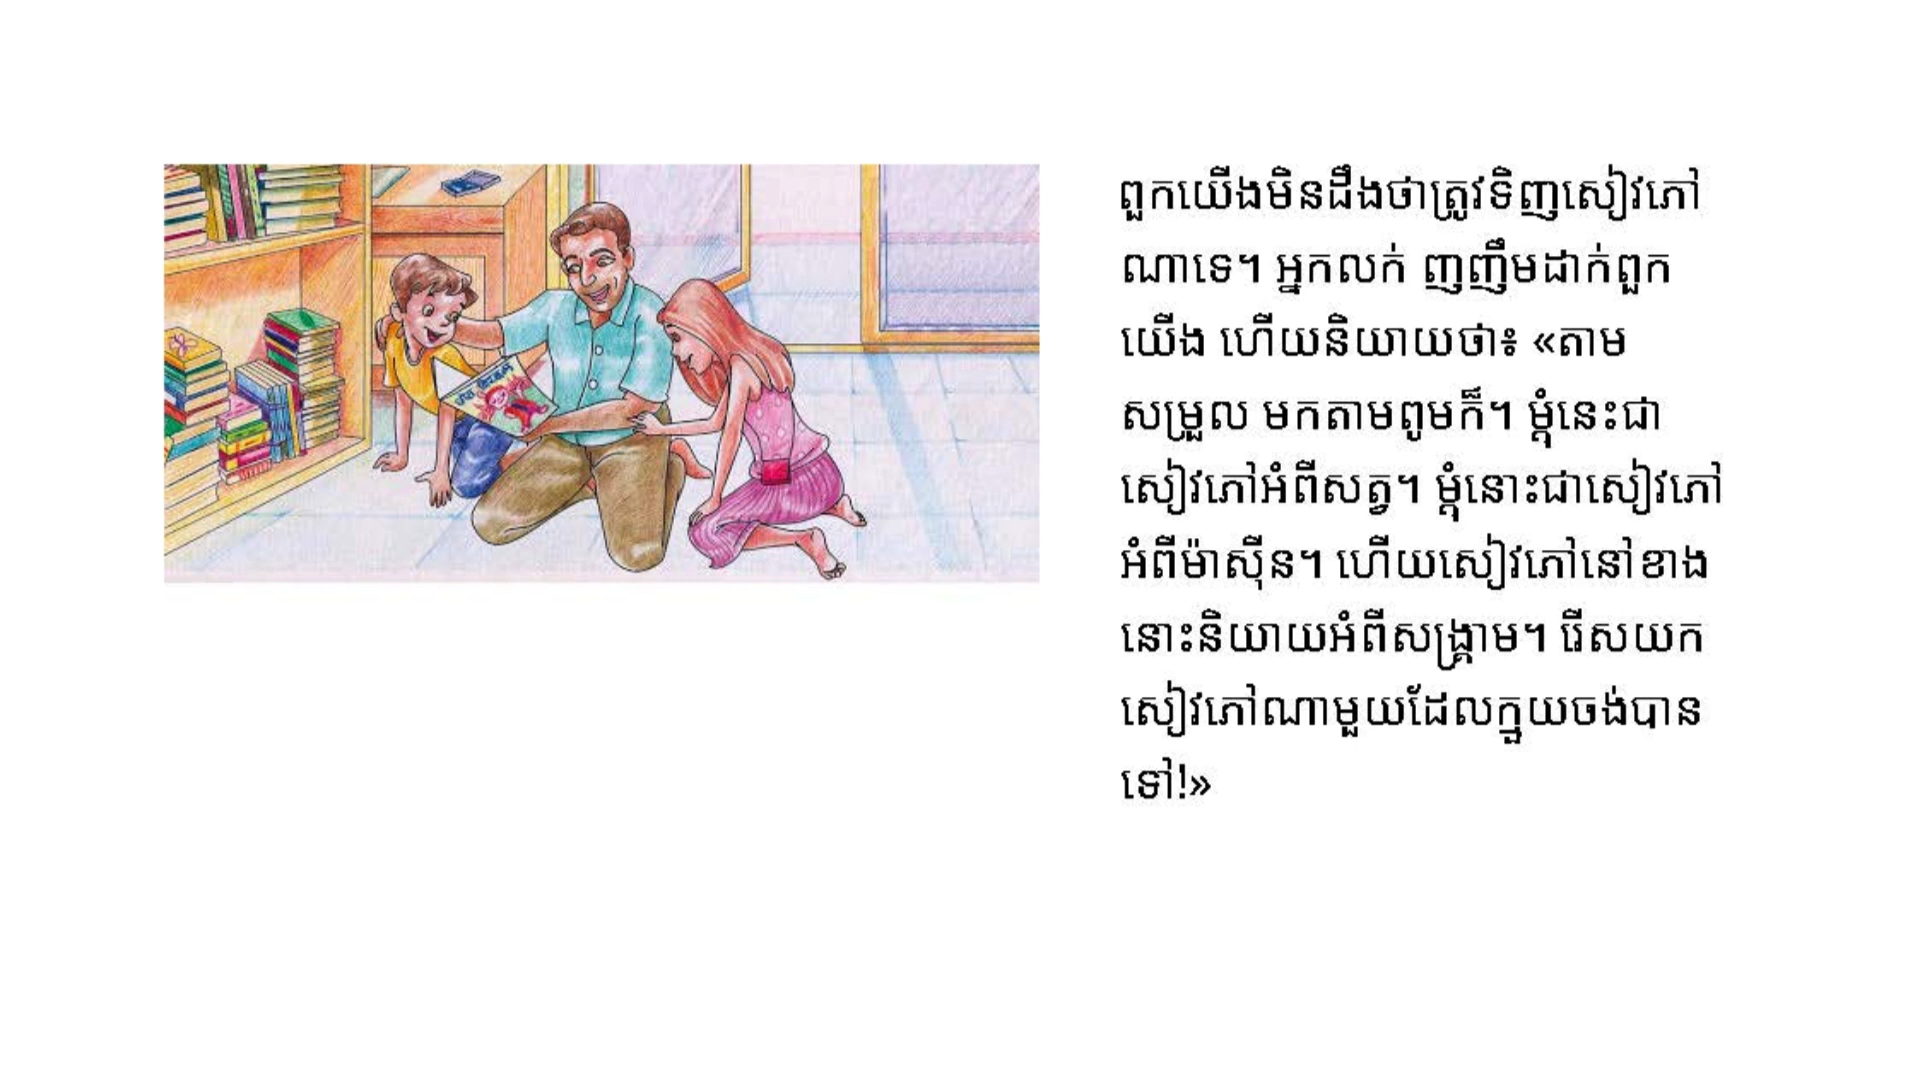 ពួកយើងមិនដឹងថាត្រូវទិញសៀវភៅ
ណាទេ។ អ្នកលក់ ញញឹមដាក់ពួក
យើង ហើយនិយាយថា៖ «តាម
សម្រួល មកតាមពូមក៏។ ម្ដុំនេះជា
សៀវភៅអំពីសត្វ។ ម្ដុំនោះជាសៀវភៅ
អំពីម៉ាស៊ីន។ ហើយសៀវភៅនៅខាង
នោះនិយាយអំពីសង្គ្រាម។ រើសយក
សៀវភៅណាមួយដែលក្មួយចង់បាន
ទៅ!»